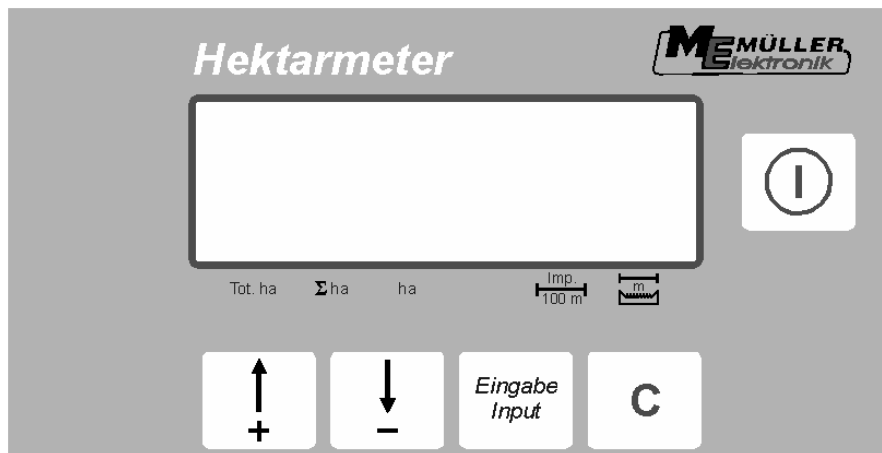 Hektarmeter
MÜLLER
Elektronik
Tot. ha Σha ha Imp. 100 m m
+ − Eingabe Input C